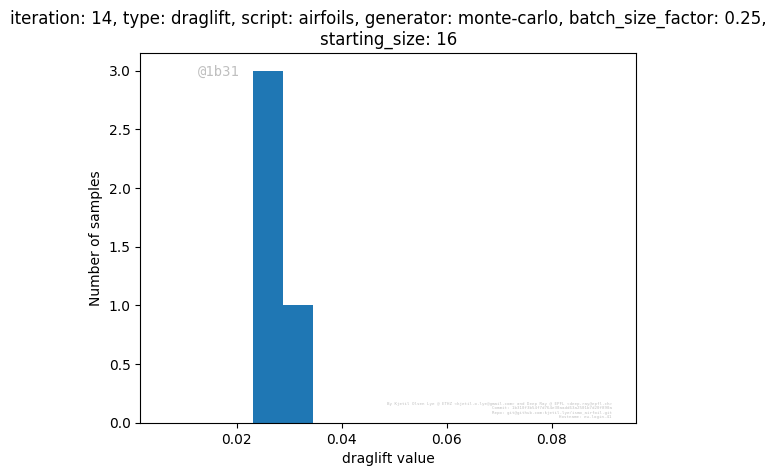 iteration: 14, type: draglift, script: airfoils, generator: monte-carlo, batch_size_factor: 0.25,
starting_size: 16
@1b31
3.0
2.5
2.0
1.5
1.0
0.5
0.0
Number of samples
0.02 0.04 0.06 0.08
draglift value